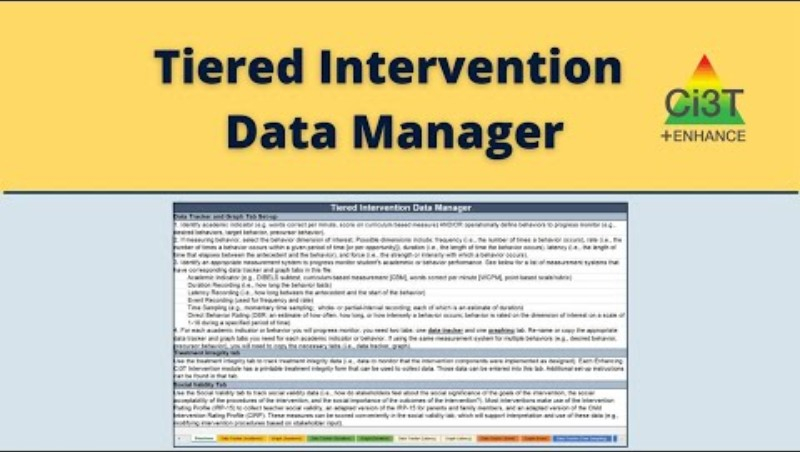 Tiered Intervention
Data Manager
Ci3T
+ENHANCE
Tiered Intervention Data Manager
Data Tracker and Graph Tab Set-up
1. Identify academic indicator (e.g. words correct per minute, score on curriculum-based measure) AND/OR operationally define behaviors to progress monitor (e.g.,
desired behaviors, target behavior, precursor behavior).
2. If measuring behavior, select the behavior dimension of interest. Possible dimensions include: frequency (i.e., the number of times a behavior occurs), rate (i.e., the
number of times a behavior occurs within a given period of time [or per opportunity]), duration (i.e., the length of time the behavior occurs), latency (i.e., the length of
time that elapses between the antecedent and the behavior), and force (i.e., the strength or intensity with which a behavior occurs).
3. Identify an appropriate measurement system to progress monitor student's academic or behavior performance. See below for a list of measurement systems that
have corresponding data tracker and graph tabs in this file.
Academic Indicator (e.g., DIBELS subtest, curriculum-based measurement [CBM], words correct per minute [WCPM], point-based scale/rubric)
Duration Recording (i.e., how long the behavior lasts)
Latency Recording (i.e., how long between the antecedent and the start of the behavior)
Event Recording (used for frequency and rate)
Time Sampling (e.g., momentary time sampling, whole- or partial-interval recording; each of which is an estimate of duration)
Direct Behavior Rating (DBR; an estimate of how often, how long, or how intensely a behavior occurs; behavior is rated on the dimension of interest on a scale of
1-10 during a specified period of time)
4. For each academic indicator or behavior you will progress monitor, you need two tabs, one data tracker and one graphing tab. Re-name or copy the appropriate
data tracker and graph tabs you need to use for each indicator or behavior. If using the same measurement system for multiple behaviors (e.g., desired behavior,
precursor behavior), you will need to copy the necessary tabs (i.e., data tracker, graph).
Treatment Integrity tab
Use the treatment integrity tab to track treatment integrity data (i.e., data to monitor that the intervention components were implemented as designed). Each Enhancing
Ci3T Intervention module has a printable treatment integrity form that can be used to collect data. Those data can be entered into this tab. Additional set-up instructions
can be found in that tab.
Social Validity Tab
Use the Social Validity tab to track social validity data (i.e., how do stakeholders feel about the social significance of the goals of the intervention, the social
acceptability of the procedures of the intervention, and the social importance of the outcomes of the intervention?). Most interventions make use of the Intervention
Rating Profile (IRP-15) to collect teacher social validity, an adapted version of the IRP-15 for parents and family members, and an adapted version of the Child
Intervention Rating Profile (CIRP). These measures can be scored conveniently in the social validity tab, which will support interpretation and use of these data (e.g.,
modifying intervention procedures based on stakeholder input).